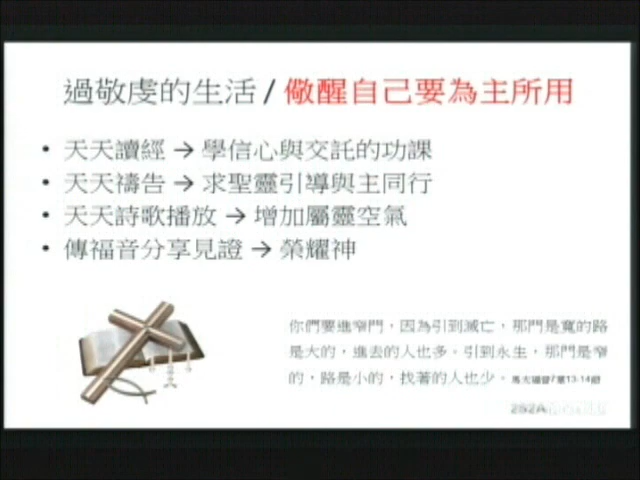 過敬虔的生活 / 儆醒自己要為主所用
• 天天讀經 → 學信心與交託的功課
• 天天禱告 → 求聖靈引導與主同行
• 天天詩歌播放 → 增加屬靈空氣
• 傳福音分享見證 → 榮耀神
你們要進窄門，因為引到滅亡，那門是寬的路
是大的，進去的人也多。引到永生，那門是窄
的，路是小的，找著的人也少。馬太福音7章13-14節